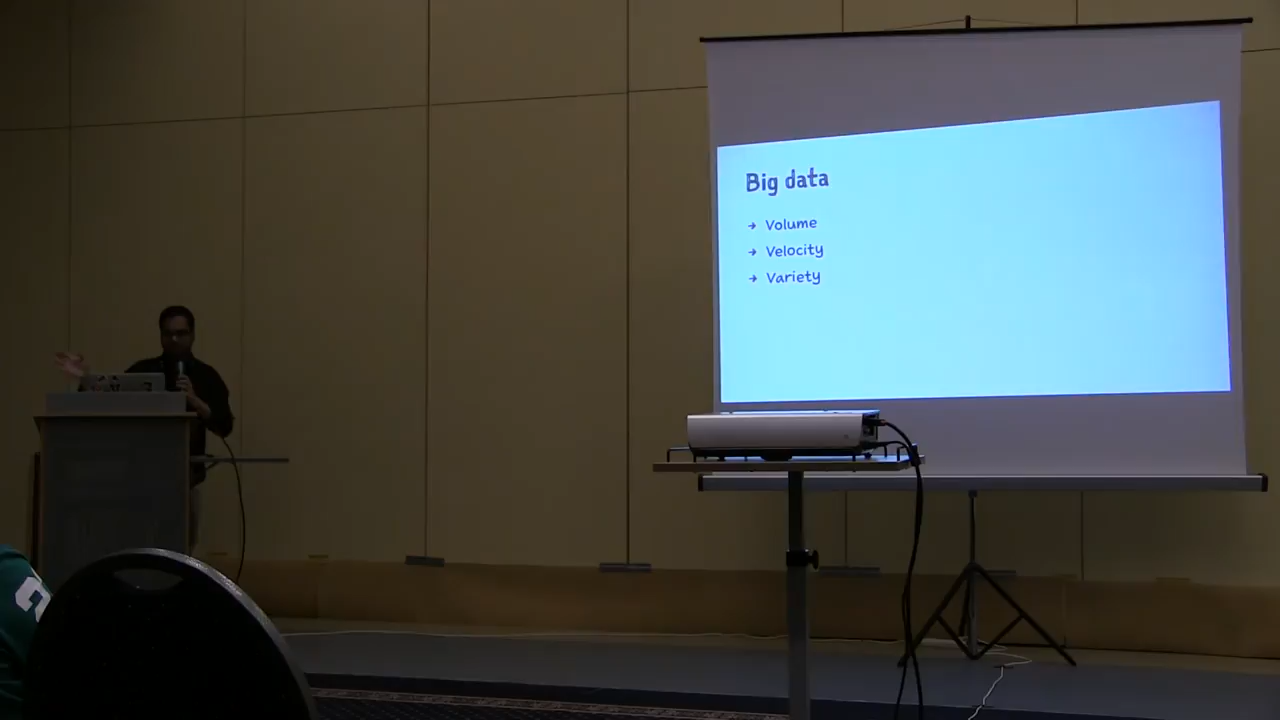 Big data
→ Volume
→ Velocity
→ Variety